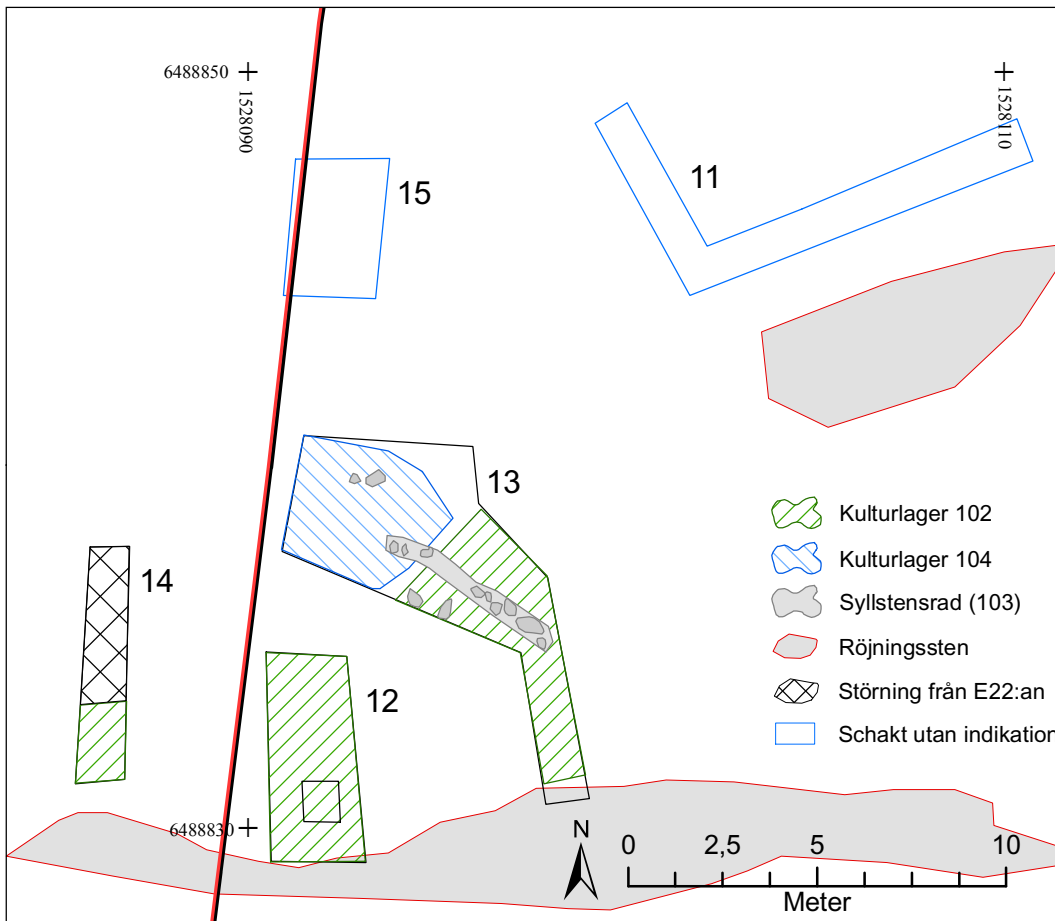 6488850
1528090
1528110
15
11
13
14
12
Kulturlager 102
Kulturlager 104
Syllstensrad (103)
Röjningssten
Störning från E22:an
Schakt utan indikation
6488830
N
0 2,5 5 10
Meter